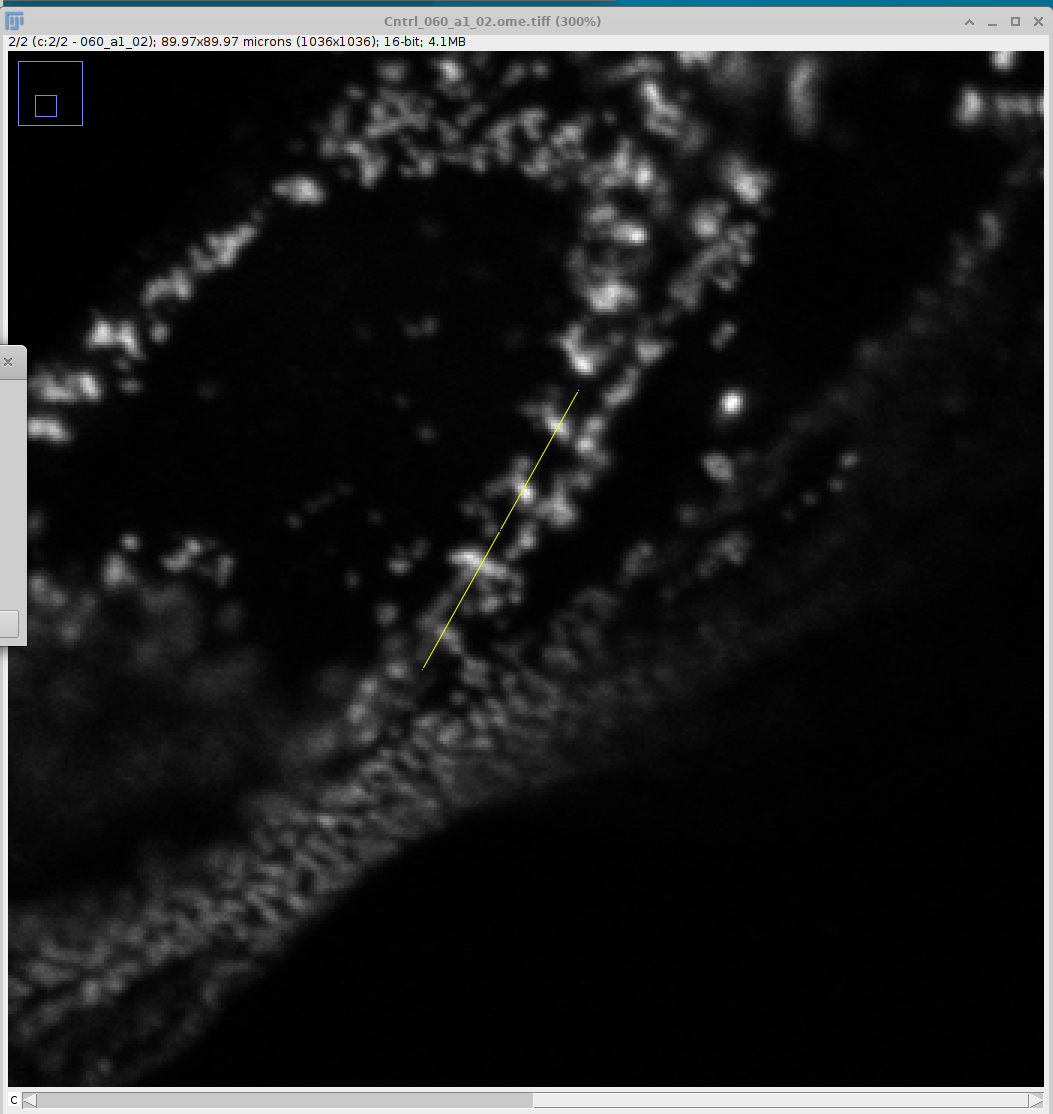 Cntrl_060_a1_02.ome.tiff (300%)
2/2 (c:2/2 - 060_a1_02); 89.97x89.97 microns (1036x1036); 16-bit; 4.1MB
c